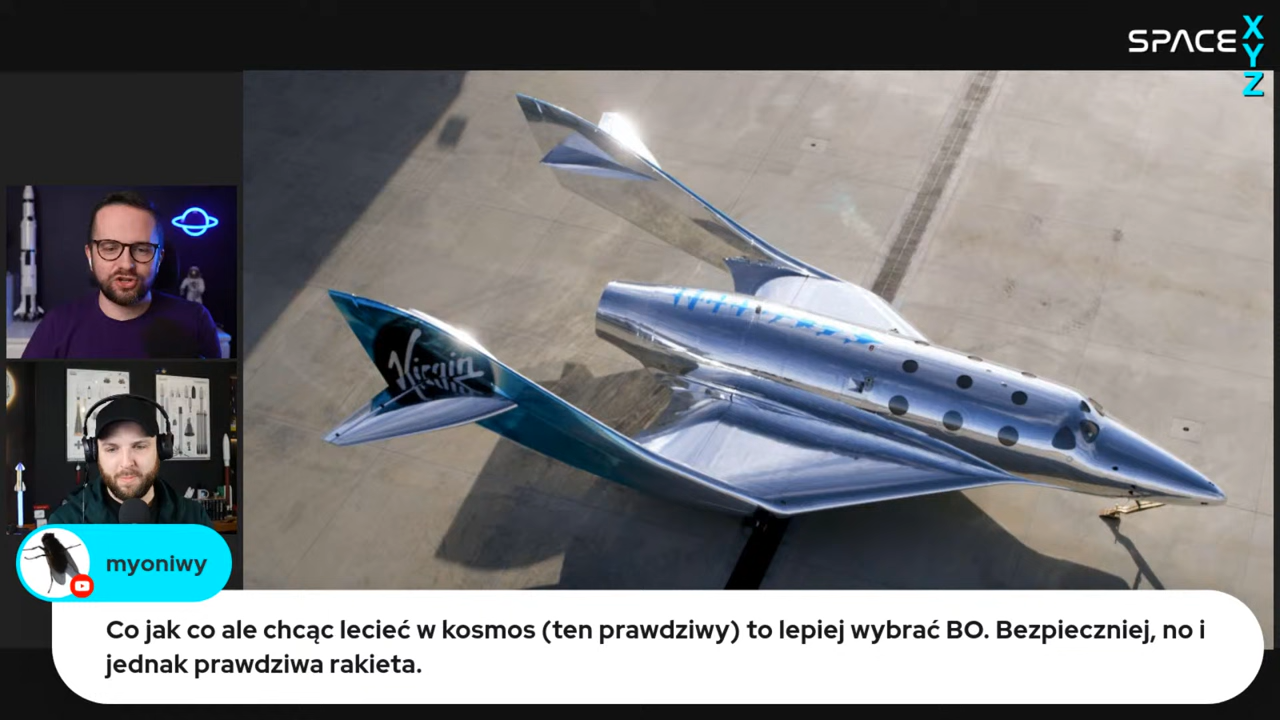 SPACE XYZ
Virgin
myoniwy
Co jak co ale chcąc lecieć w kosmos (ten prawdziwy) to lepiej wybrać BO. Bezpieczniej, no i
jednak prawdziwa rakieta.